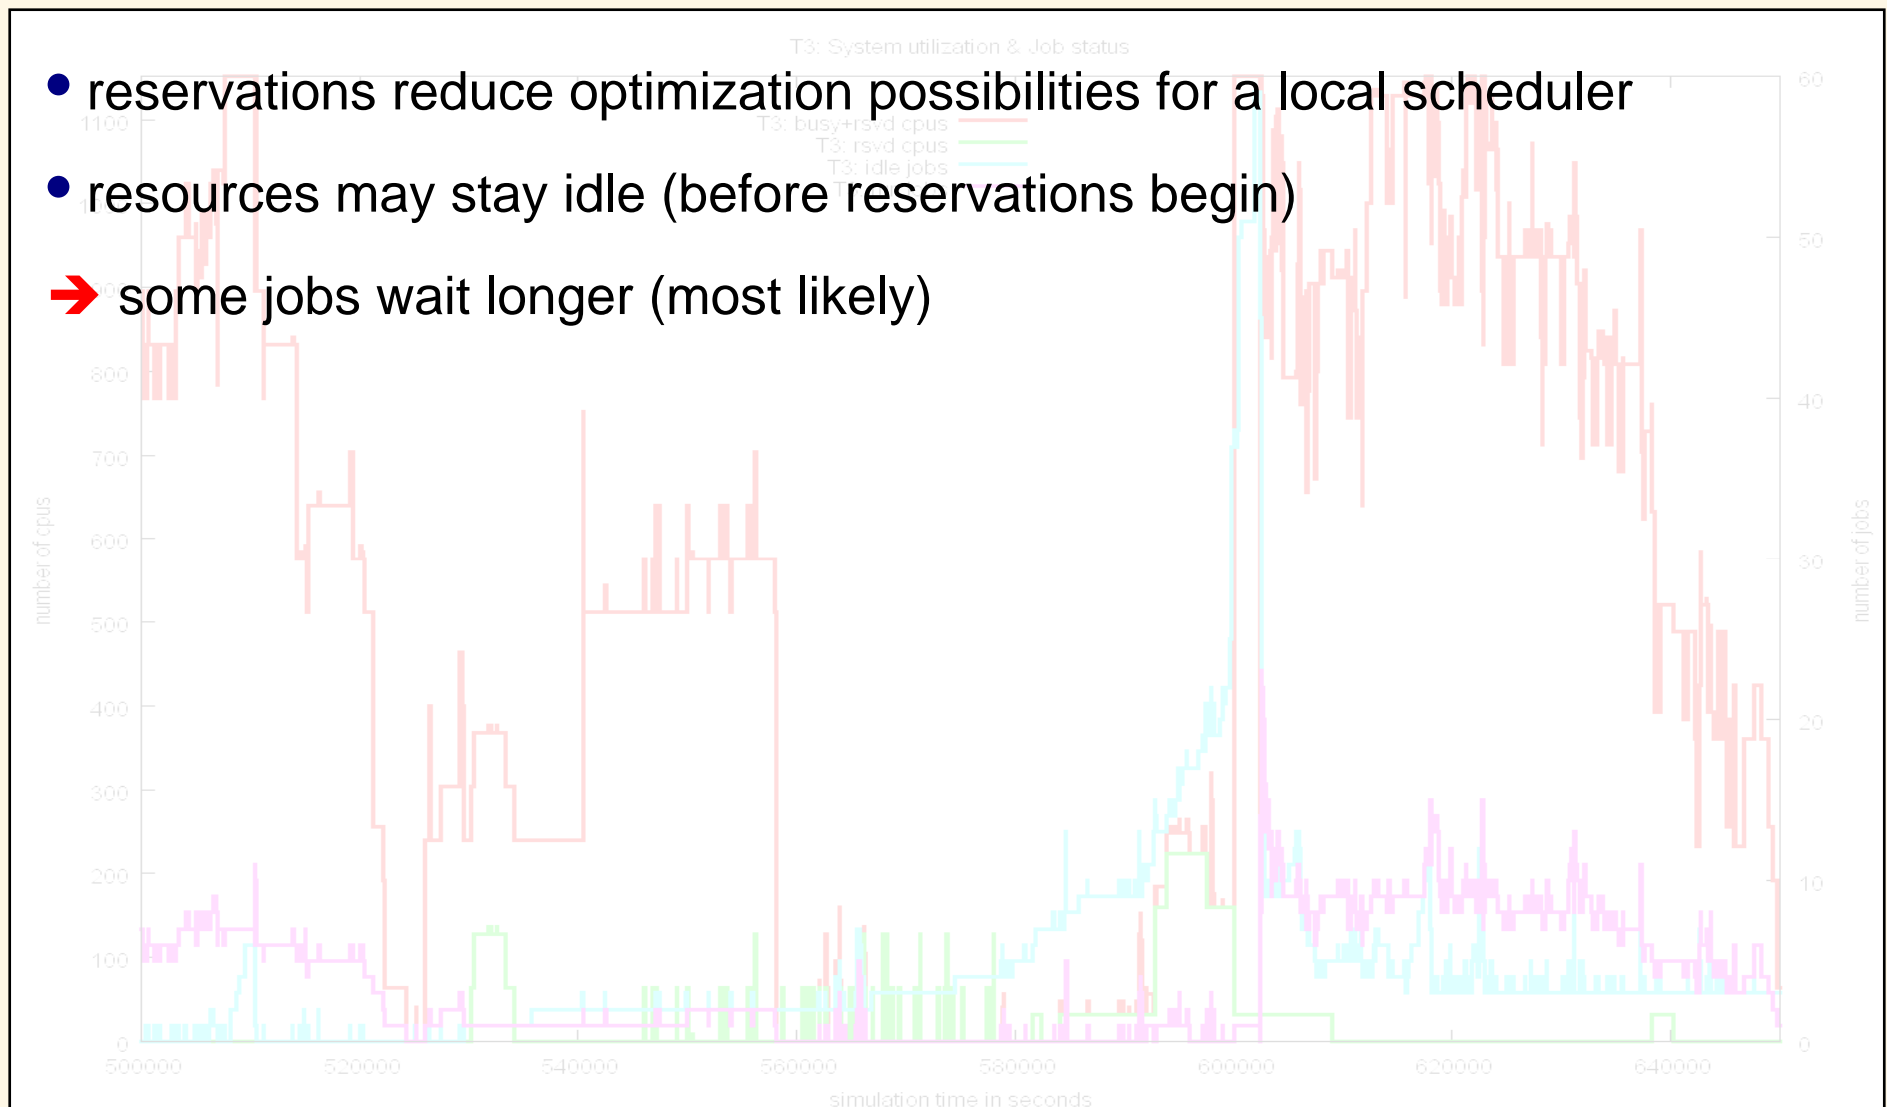 T3: System utilization & Job status
• reservations reduce optimization possibilities for a local scheduler
• resources may stay idle (before reservations begin)
➔ some jobs wait longer (most likely)
T3: busy+rsvd cpus
T3: rsvd cpus
T3: idle jobs
1100
900
800
700
600
500
400
300
200
100
0
number of cpus
60
50
40
30
20
10
0
number of jobs
500000 520000 540000 560000 580000 600000 620000 640000
simulation time in seconds